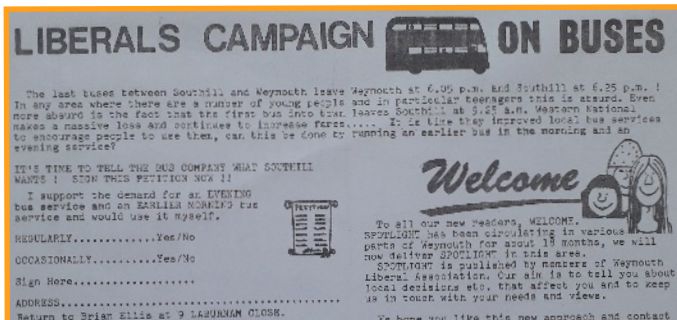 LIBERALS CAMPAIGN ON BUSES
The last buses between Southill and Weymouth leave Weymouth at 6.05 p.m. and Southill at 6.25 p.m. !
In any area where there are a number of young people and in particular teenagers this is absurd. Even
more absurd is the fact that the first bus into town leaves Southill at 9.25 a.m. Western National
makes a massive loss and continues to increase fares..... It is time they improved local bus services
to encourage people to use them, can this be done by running an earlier bus in the morning and an
evening service?
IT'S TIME TO TELL THE BUS COMPANY WHAT SOUTHILL
WANTS ! SIGN THIS PETITION NOW !!
I support the demand for an EVENING
bus service and an EARLIER MORNING bus
service and would use it myself.
REGULARLY.............Yes/No
OCCASIONALLY..........Yes/No
Sign Here...................
ADDRESS.............................................
Return to Brian Ellis at 9 LABURNAM CLOSE.
PETITION
Welcome
To all our new readers, WELCOME.
SPOTLIGHT has been circulating in various
parts of Weymouth for about 18 months, we will
now deliver SPOTLIGHT in this area.
SPOTLIGHT is published by members of Weymouth
Liberal Association. Our aim is to tell you about
local decisions etc. that affect you and to keep
us in touch with your needs and views.
We hope you like this new approach and contact